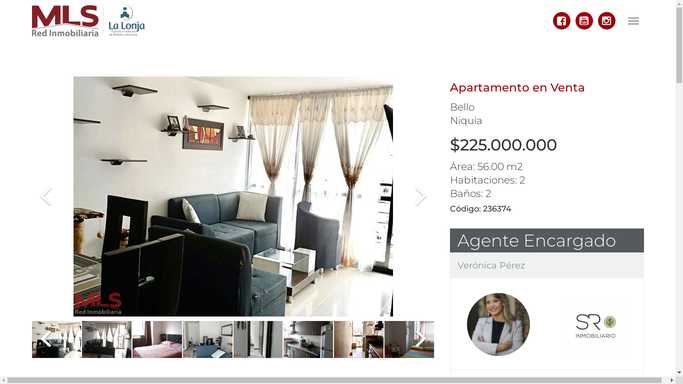 MLS
Red Inmobiliaria
La Lonja
Apartamento en Venta
Bello
Niquia
$225.000.000
Área: 56.00 m2
Habitaciones: 2
Baños: 2
Código: 236374
MLS
Red Inmobiliaria
Agente Encargado
Verónica Pérez
SR
INMOBILIARIO